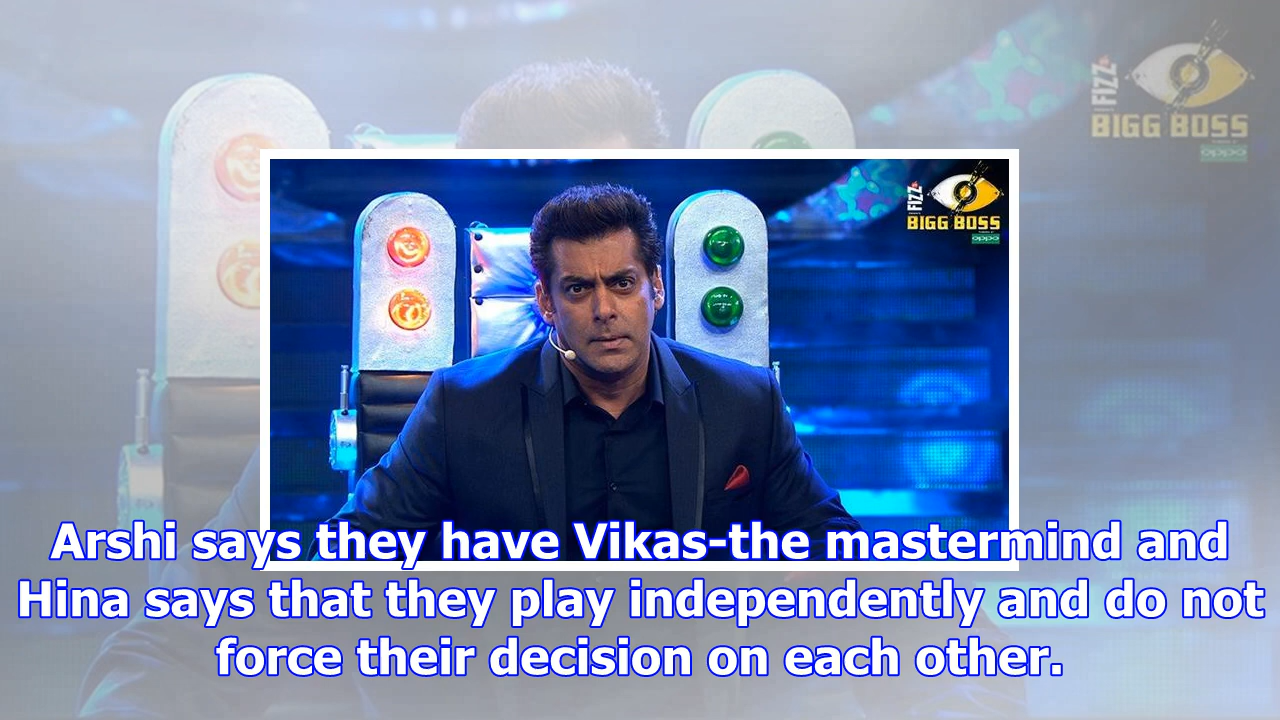 FIZZ
BIGG BOSS
oppo
FIZZ
BIGG BOSS
oppo
Arshi says they have Vikas-the mastermind and
Hina says that they play independently and do not
force their decision on each other.